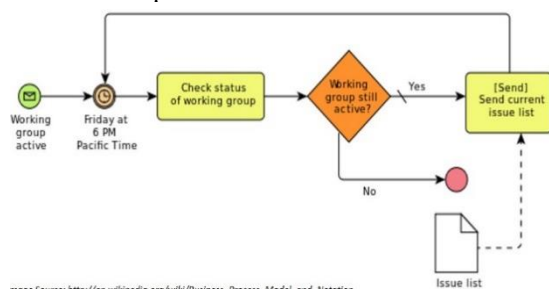 Working
group
active
Friday at
6 PM
Pacific Time
Check status
of working group
Working
group still
active?
Yes
No
[Send]
Send current
issue list
Issue list